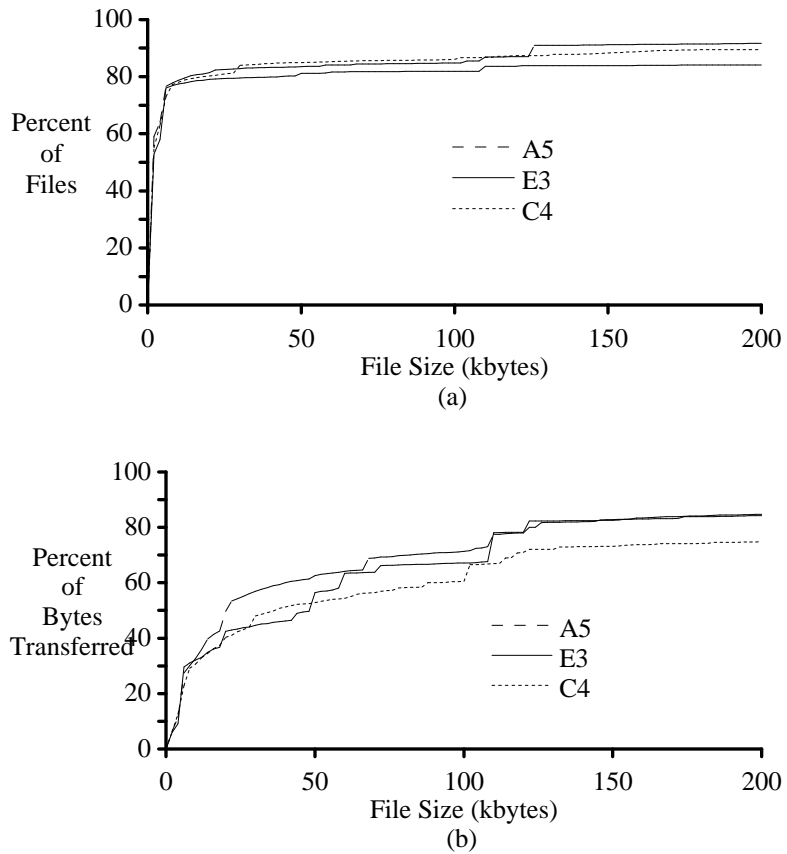 100
80
60
40
20
0
Percent
of
Files
A5
E3
C4
0 50 100 150 200
File Size (kbytes)
(a)
100
80
60
40
20
0
Percent
of
Bytes
Transferred
A5
E3
C4
0 50 100 150 200
File Size (kbytes)
(b)